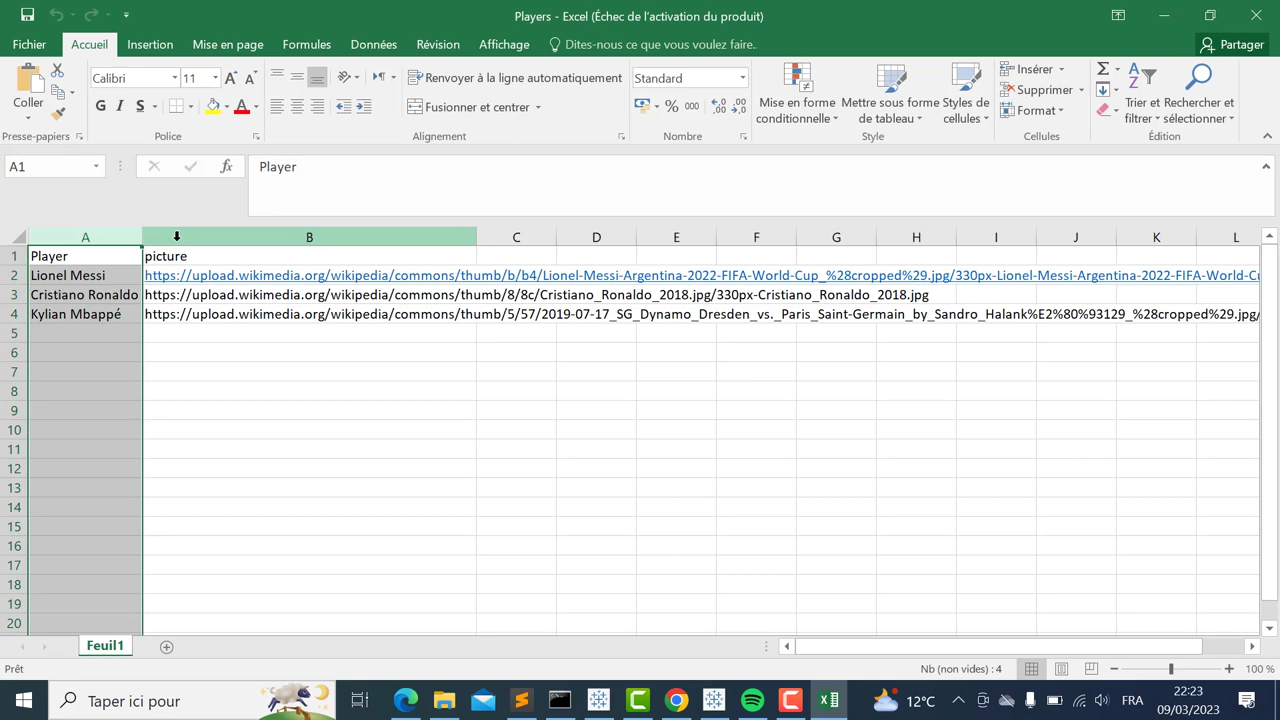 Players - Excel (Échec de l'activation du produit)
Fichier Accueil Insertion Mise en page Formules Données Révision Affichage Dites-nous ce que vous voulez faire.. Partager
Coller
Calibri 11
G I S
Renvoyer à la ligne automatiquement
Fusionner et centrer
Standard
% 000
Mise en forme conditionnelle
Mettre sous forme de tableau
Styles de cellules
Insérer
Supprimer
Format
Trier et filtrer
Rechercher et sélectionner
Presse-papiers Police Alignement Nombre Style Cellules Édition
A1 fx Player
A B C D E F G H I J K L
1 Player picture
2 Lionel Messi https://upload.wikimedia.org/wikipedia/commons/thumb/b/b4/Lionel-Messi-Argentina-2022-FIFA-World-Cup_%28cropped%29.jpg/330px-Lionel-Messi-Argentina-2022-FIFA-World-Cu
3 Cristiano Ronaldo https://upload.wikimedia.org/wikipedia/commons/thumb/8/8c/Cristiano_Ronaldo_2018.jpg/330px-Cristiano_Ronaldo_2018.jpg
4 Kylian Mbappé https://upload.wikimedia.org/wikipedia/commons/thumb/5/57/2019-07-17_SG_Dynamo_Dresden_vs._Paris_Saint-Germain_by_Sandro_Halank%E2%80%93129_%28cropped%29.jpg/
5
6
7
8
9
10
11
12
13
14
15
16
17
18
19
20
Feuil1
Prêt Nb (non vides) : 4 100 %
Taper ici pour 12°C FRA 22:23
09/03/2023